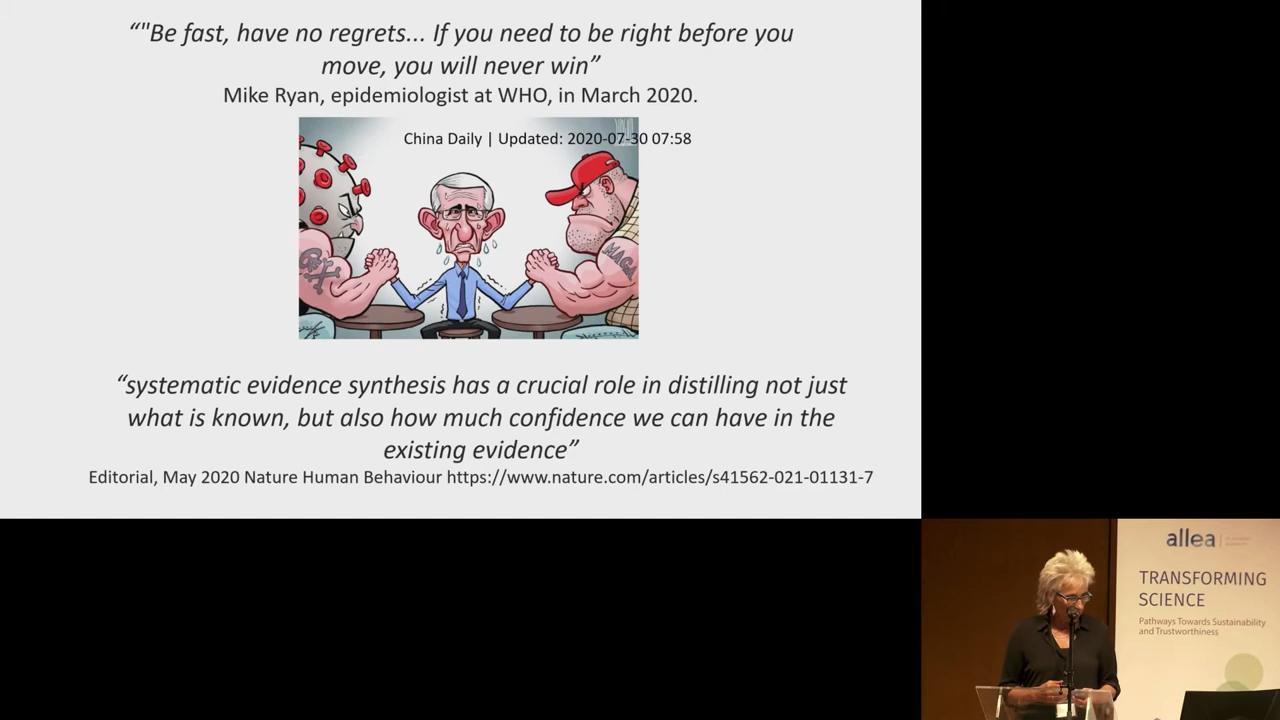 “"Be fast, have no regrets... If you need to be right before you
move, you will never win”
Mike Ryan, epidemiologist at WHO, in March 2020.
China Daily | Updated: 2020-07-30 07:58
MAGA
“systematic evidence synthesis has a crucial role in distilling not just
what is known, but also how much confidence we can have in the
existing evidence”
Editorial, May 2020 Nature Human Behaviour https://www.nature.com/articles/s41562-021-01131-7
allea
TRANSFORMING
SCIENCE
Pathways Towards Sustainability
and Trustworthiness